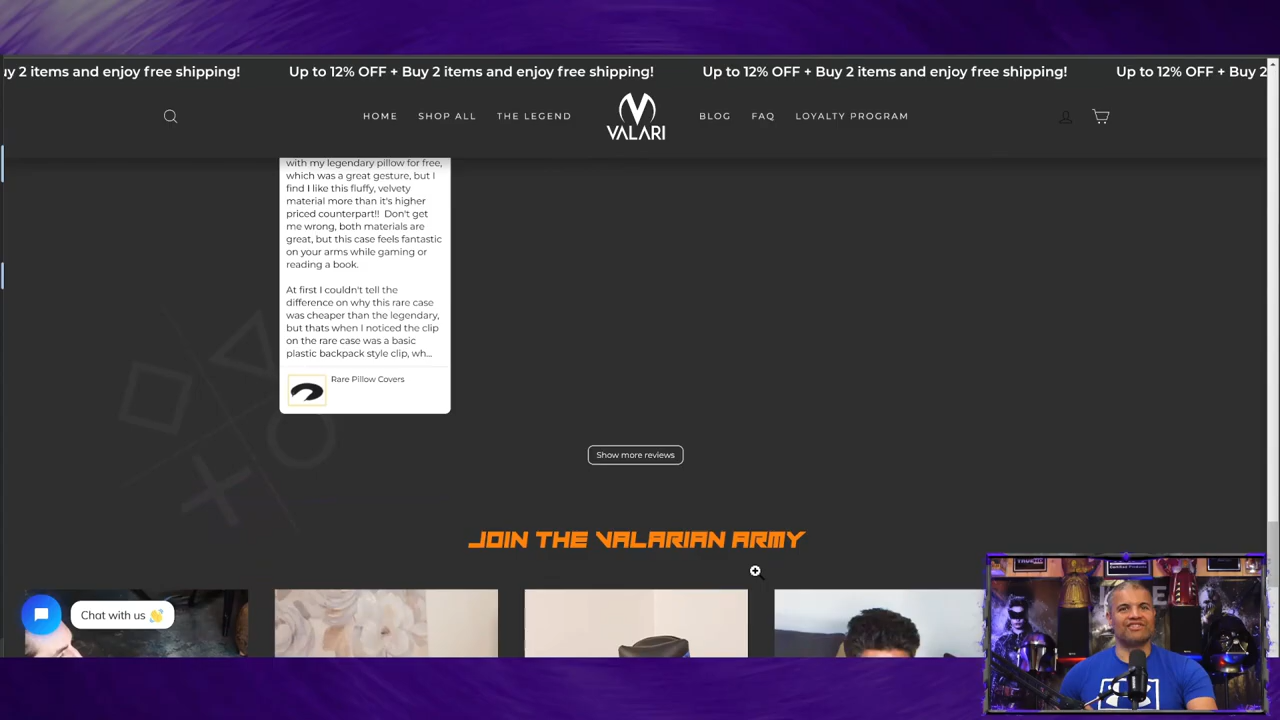 uy 2 items and enjoy free shipping! Up to 12% OFF + Buy 2 items and enjoy free shipping! Up to 12% OFF + Buy 2 items and enjoy free shipping! Up to 12% OFF + Buy 2
HOME SHOP ALL THE LEGEND VALARI BLOG FAQ LOYALTY PROGRAM
with my legendary pillow for free,
which was a great gesture, but I
find I like this fluffy, velvety
material more than it's higher
priced counterpart!! Don't get
me wrong, both materials are
great, but this case feels fantastic
on your arms while gaming or
reading a book.
At first I couldn't tell the
difference on why this rare case
was cheaper than the legendary,
but thats when I noticed the clip
on the rare case was a basic
plastic backpack style clip, wh...
Rare Pillow Covers
Show more reviews
JOIN THE VALARIAN ARMY
Chat with us 👋